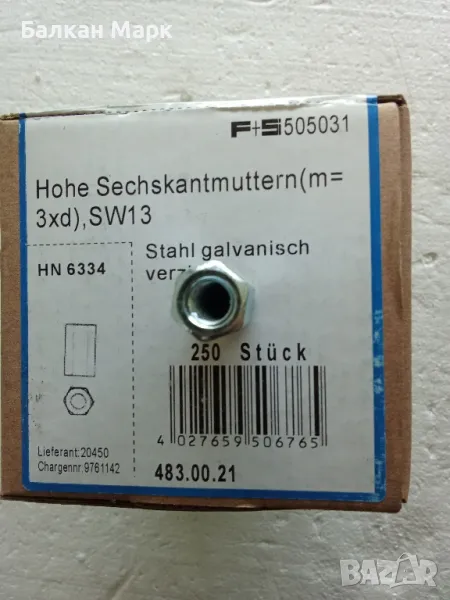 Балкан Марк
F+S 505031
Hohe Sechskantmuttern(m=
3xd),SW13
HN 6334
Stahl galvanisch
250 Stück
4 027659 506765
Lieferant:20450
Chargennr:9761142
483.00.21
BAZAR